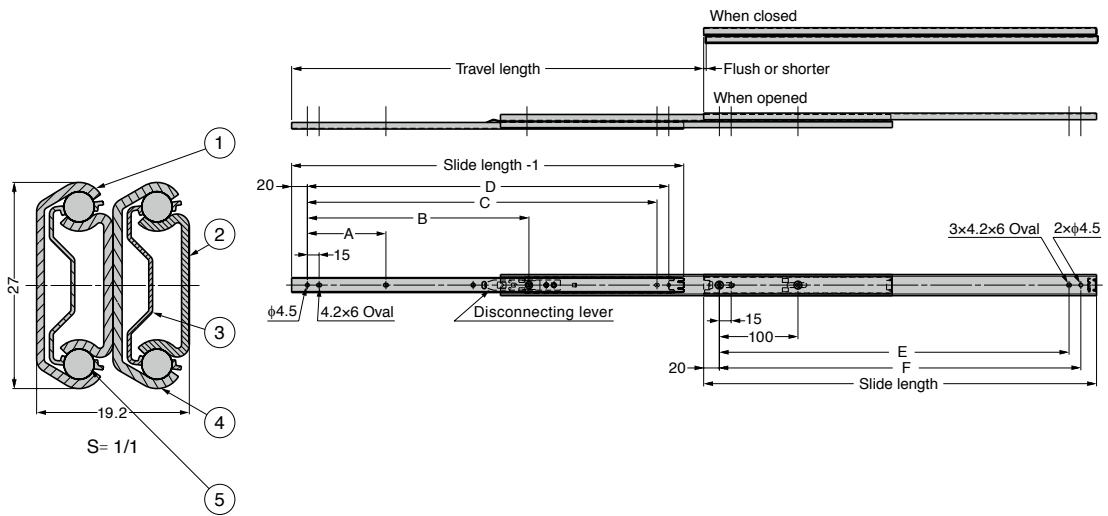 When closed
Travel length
Flush or shorter
When opened
1
Slide length -1
20
D
C
B
2
A
3×4.2×6 Oval
2×ϕ4.5
15
27
ϕ4.5
4.2×6 Oval
Disconnecting lever
15
3
100
E
20
F
Slide length
19.2
4
S= 1/1
5